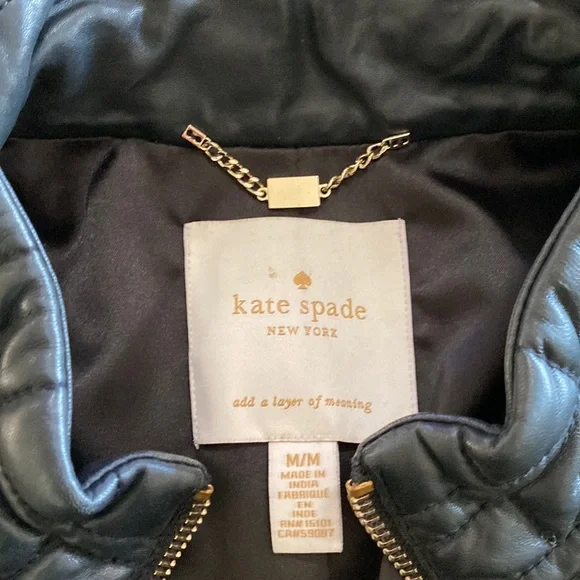 kate spade
NEW YORK
add a layer of meaning
M/M
MADE IN
INDIA
FABRIQUÉ
EN
INDE
RN# 15101
CA#59087